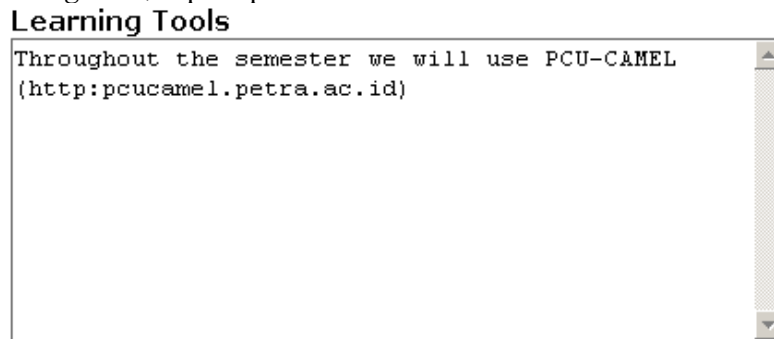 Learning Tools
Throughout the semester we will use PCU-CAMEL
(http:pcucamel.petra.ac.id)